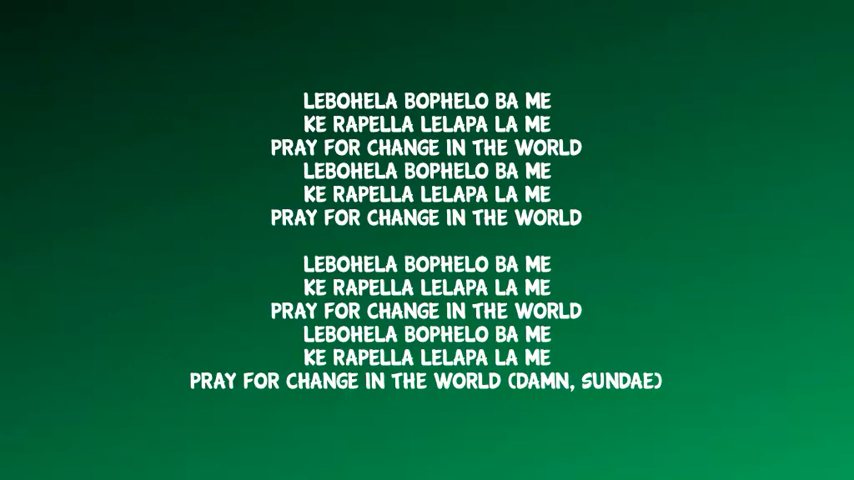 LEBOHELA BOPHELO BA ME
KE RAPELLA LELAPA LA ME
PRAY FOR CHANGE IN THE WORLD
LEBOHELA BOPHELO BA ME
KE RAPELLA LELAPA LA ME
PRAY FOR CHANGE IN THE WORLD

LEBOHELA BOPHELO BA ME
KE RAPELLA LELAPA LA ME
PRAY FOR CHANGE IN THE WORLD
LEBOHELA BOPHELO BA ME
KE RAPELLA LELAPA LA ME
PRAY FOR CHANGE IN THE WORLD (DAMN, SUNDAE)